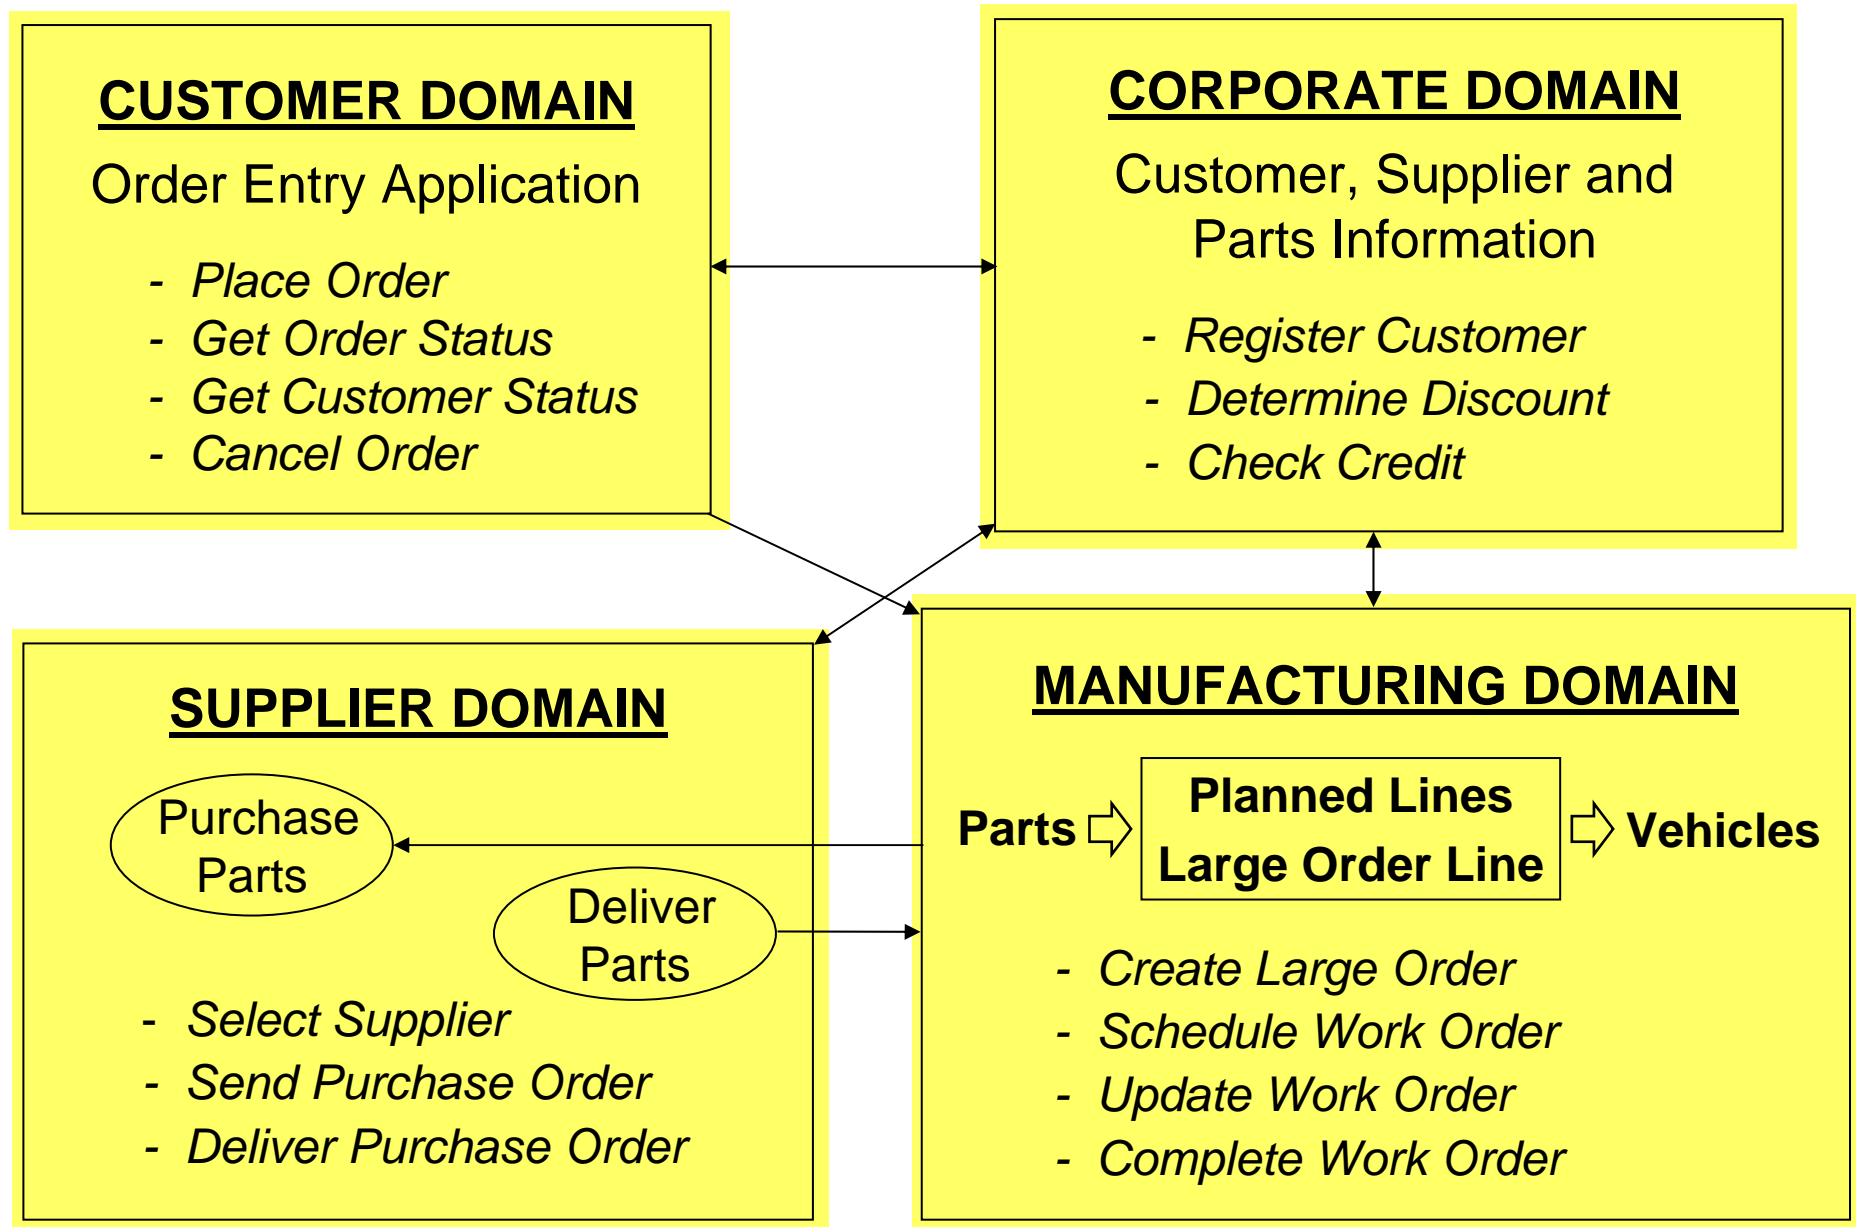 CUSTOMER DOMAIN
Order Entry Application
- Place Order
- Get Order Status
- Get Customer Status
- Cancel Order
CORPORATE DOMAIN
Customer, Supplier and
Parts Information
- Register Customer
- Determine Discount
- Check Credit
SUPPLIER DOMAIN
Purchase
Parts
Deliver
Parts
- Select Supplier
- Send Purchase Order
- Deliver Purchase Order
MANUFACTURING DOMAIN
Parts
Planned Lines
Large Order Line
Vehicles
- Create Large Order
- Schedule Work Order
- Update Work Order
- Complete Work Order